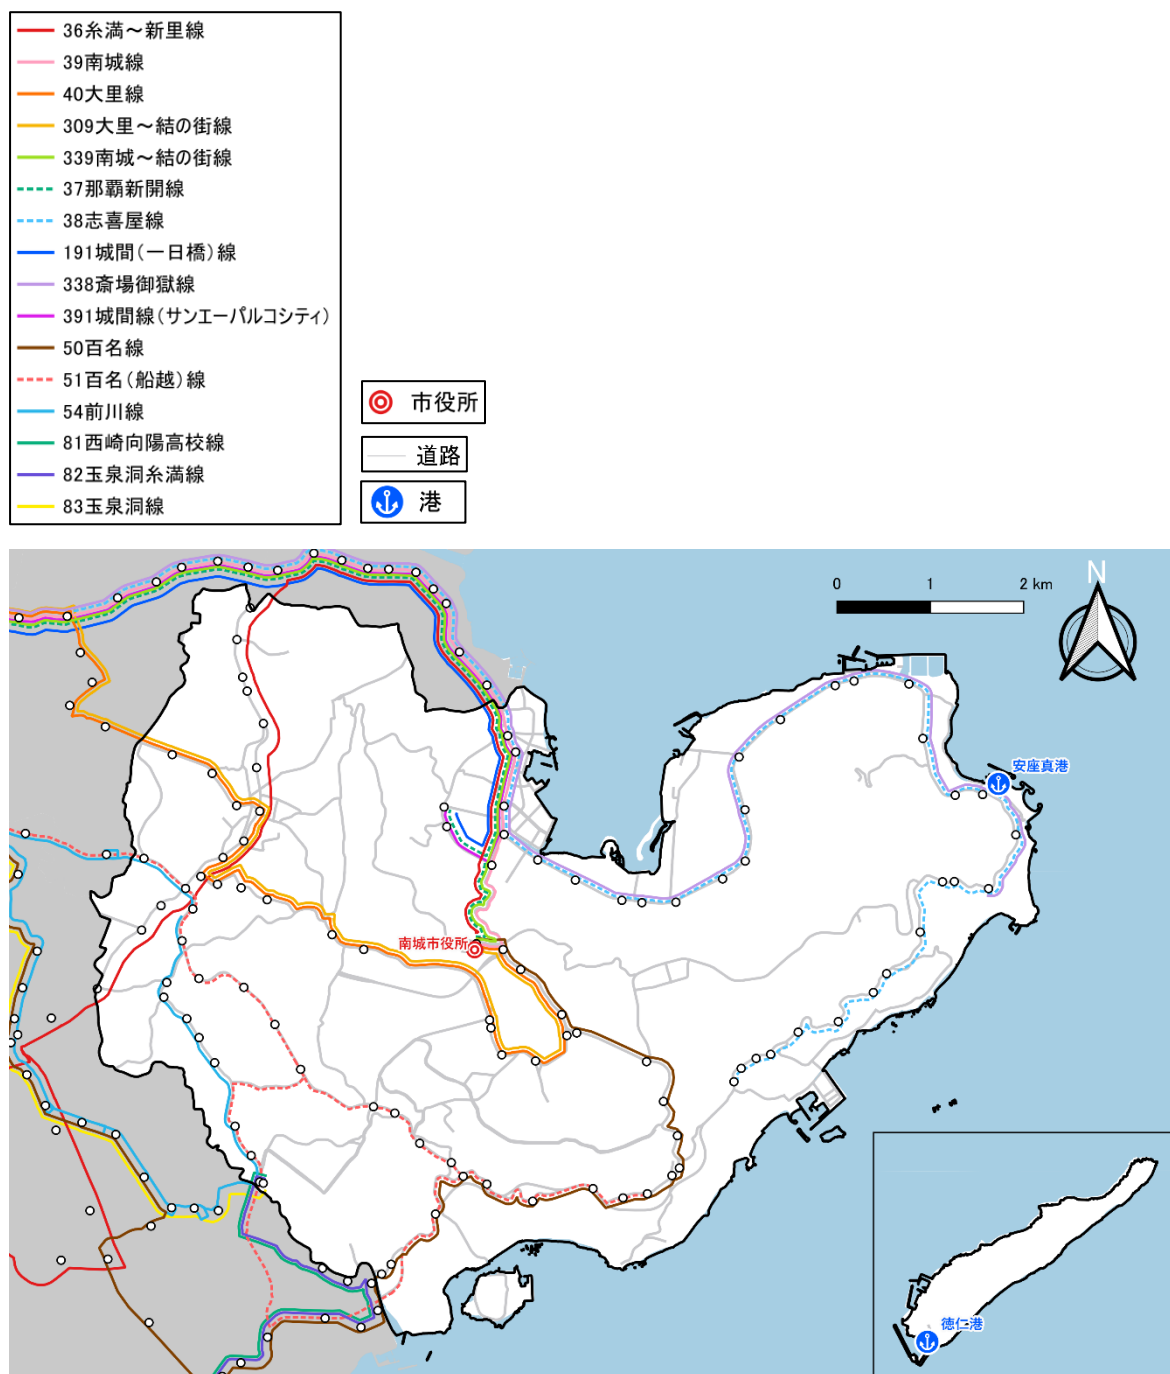 36糸満～新里線
39南城線
40大里線
309大里～結の街線
339南城～結の街線
37那覇新開線
38志喜屋線
191城間(一日橋)線
338斎場御獄線
391城間線(サンエーパルコシティ)
50百名線
51百名(船越)線
54前川線
81西崎向陽高校線
82玉泉洞糸満線
83玉泉洞線
市役所
道路
港
0 1 2 km
N
安座真港
南城市役所
徳仁港